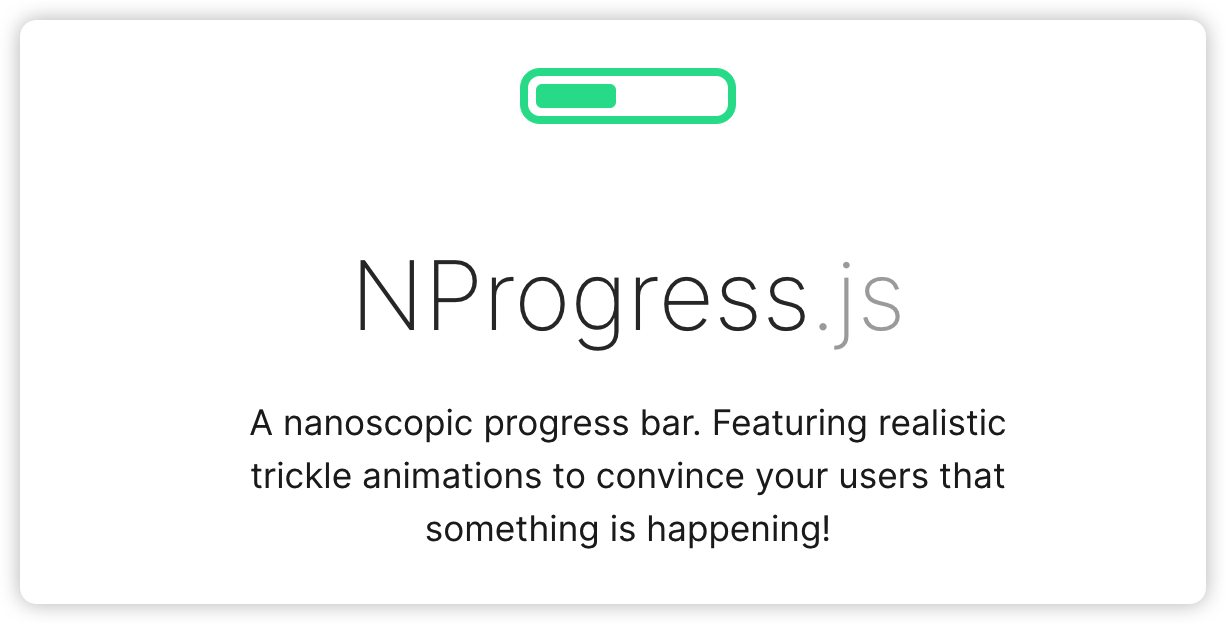 NProgress.js
A nanoscopic progress bar. Featuring realistic
trickle animations to convince your users that
something is happening!